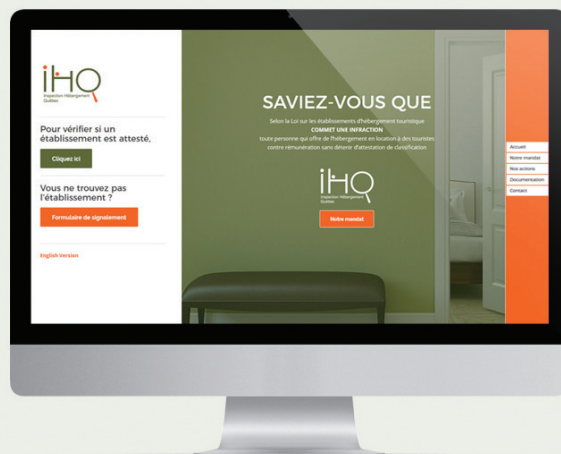 iHQ
Inspection Hébergement
Québec
Pour vérifier si un
établissement est attesté,
Cliquez ici
Vous ne trouvez pas
l'établissement ?
Formulaire de signalement
English Version
SAVIEZ-VOUS QUE
Selon la Loi sur les établissements d'hébergement touristique
COMMET UNE INFRACTION
toute personne qui offre de l'hébergement en location à des touristes
contre rémunération sans détenir d'attestation de classification
iHQ
Inspection Hébergement
Québec
Notre mandat
Accueil
Notre mandat
Nos actions
Documentation
Contact